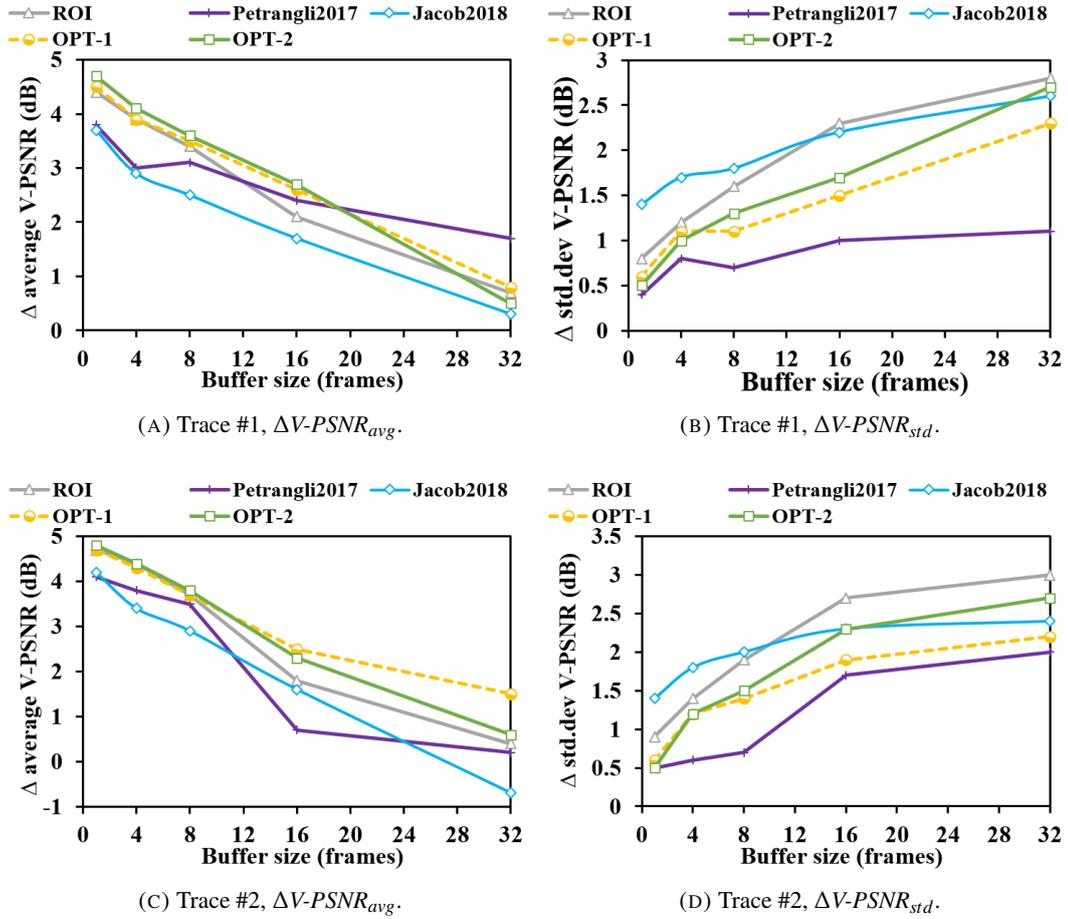 ROI Petrangli2017 Jacob2018
OPT-1 OPT-2
Δ average V-PSNR (dB)
5
4
3
2
1
0
0 4 8 12 16 20 24 28 32
Buffer size (frames)
(A) Trace #1, ΔV-PSNRavg.
ROI Petrangli2017 Jacob2018
OPT-1 OPT-2
Δ std.dev V-PSNR (dB)
3
2.5
2
1.5
1
0.5
0
0 4 8 12 16 20 24 28 32
Buffer size (frames)
(B) Trace #1, ΔV-PSNRstd.
ROI Petrangli2017 Jacob2018
OPT-1 OPT-2
Δ average V-PSNR (dB)
5
4
3
2
1
0
-1
0 4 8 12 16 20 24 28 32
Buffer size (frames)
(C) Trace #2, ΔV-PSNRavg.
ROI Petrangli2017 Jacob2018
OPT-1 OPT-2
Δ std.dev V-PSNR (dB)
3.5
3
2.5
2
1.5
1
0.5
0
0 4 8 12 16 20 24 28 32
Buffer size (frames)
(D) Trace #2, ΔV-PSNRstd.